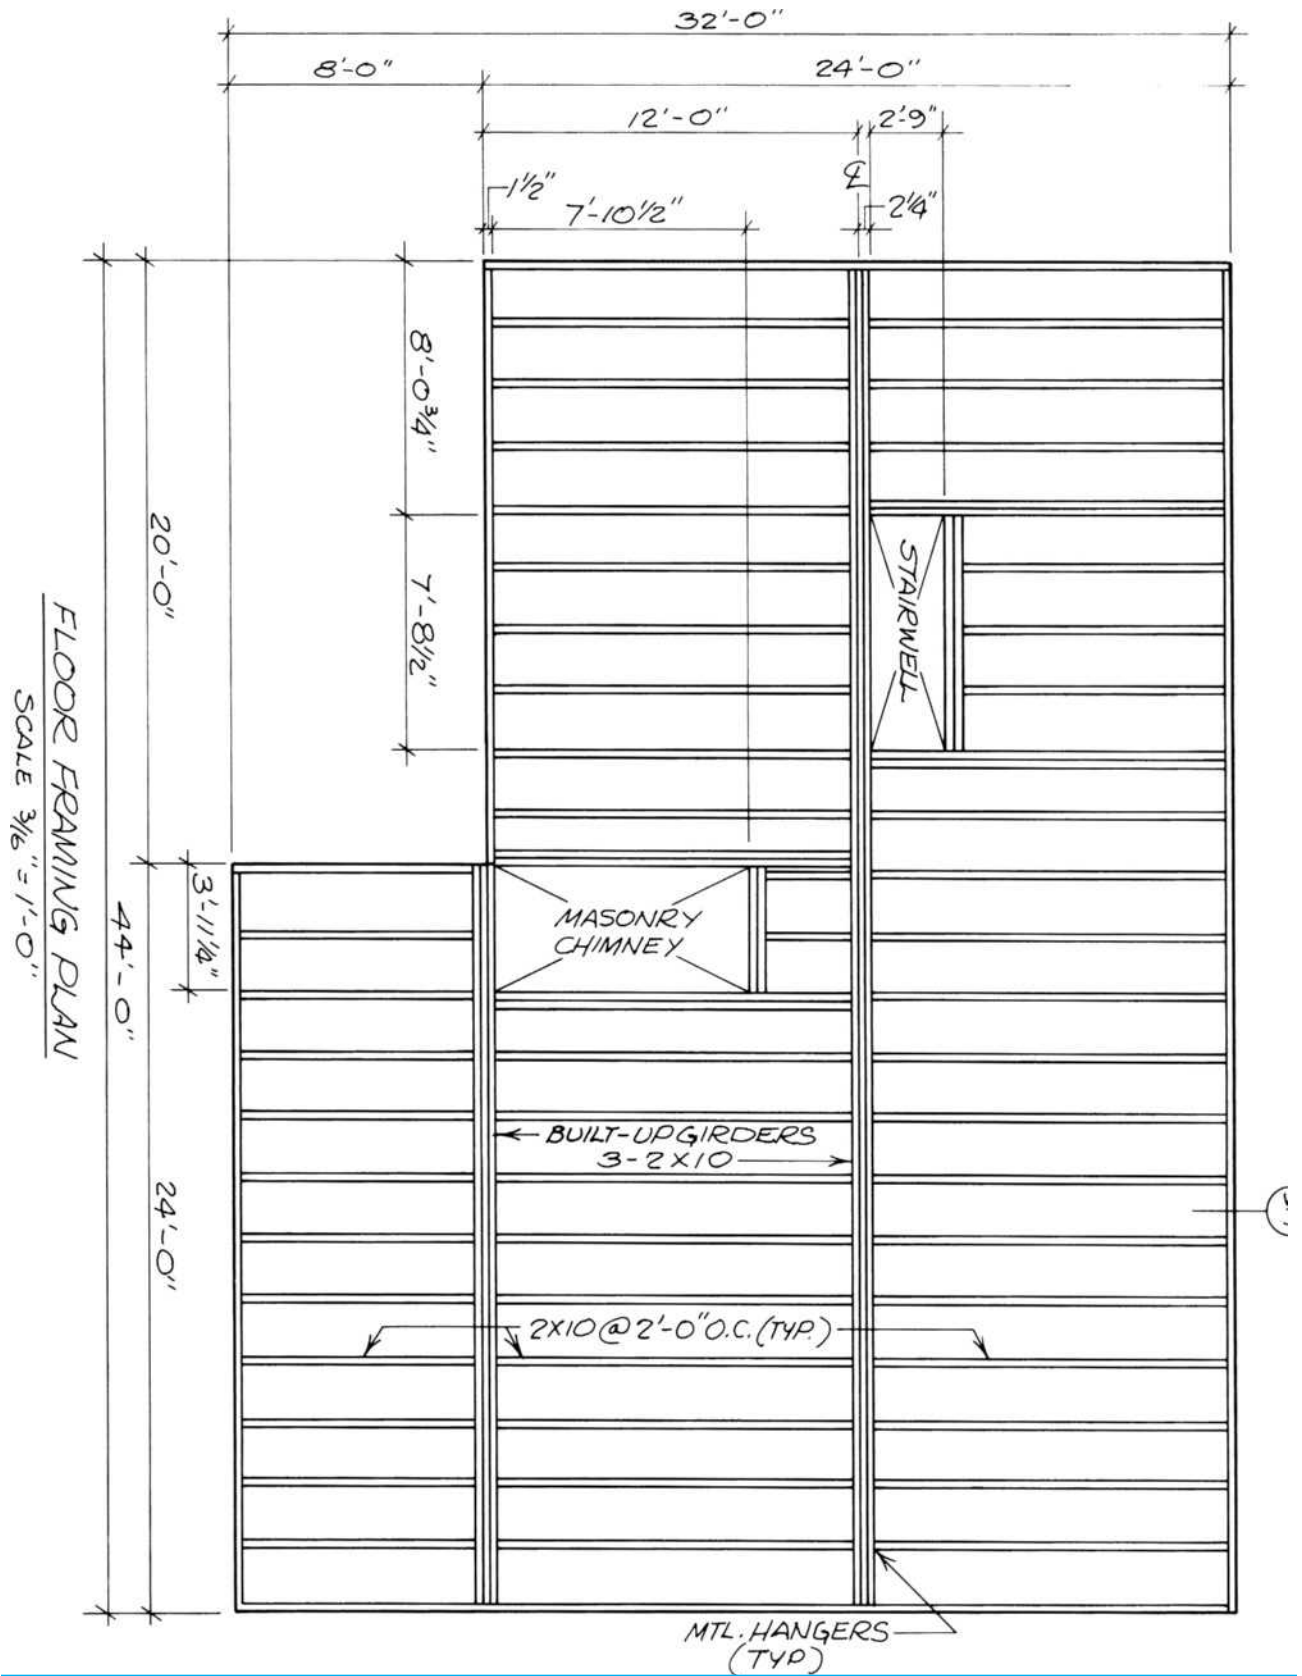 32'-0"
8'-0"
24'-0"
12'-0"
2'-9"
1½"
7'-10½"
℄
2¼"
8'-0¾"
7'-8½"
20'-0"
STAIRWELL
3'-11¼"
MASONRY
CHIMNEY
44'-0"
24'-0"
FLOOR FRAMING PLAN
SCALE 3/16" = 1'-0"
BUILT-UP GIRDERS
3-2X10
2X10 @ 2'-0" O.C. (TYP.)
MTL. HANGERS
(TYP)